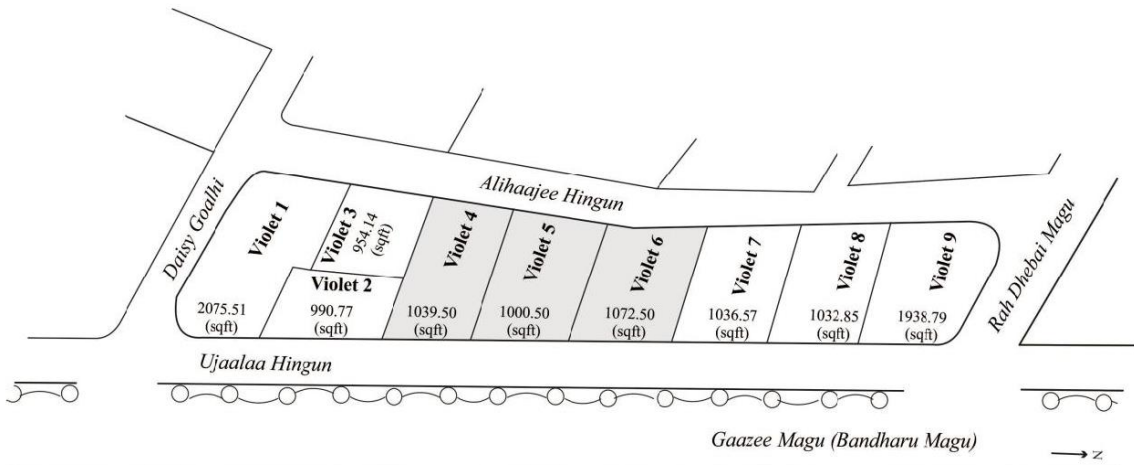 Alihaajee Hingun
Daisy Goalhi
Rah Dhebai Magu
Violet 1
2075.51
(sqft)
Violet 3
954.14
(sqft)
Violet 2
990.77
(sqft)
Violet 4
1039.50
(sqft)
Violet 5
1000.50
(sqft)
Violet 6
1072.50
(sqft)
Violet 7
1036.57
(sqft)
Violet 8
1032.85
(sqft)
Violet 9
1938.79
(sqft)
Ujaalaa Hingun
Gaazee Magu (Bandharu Magu)
N